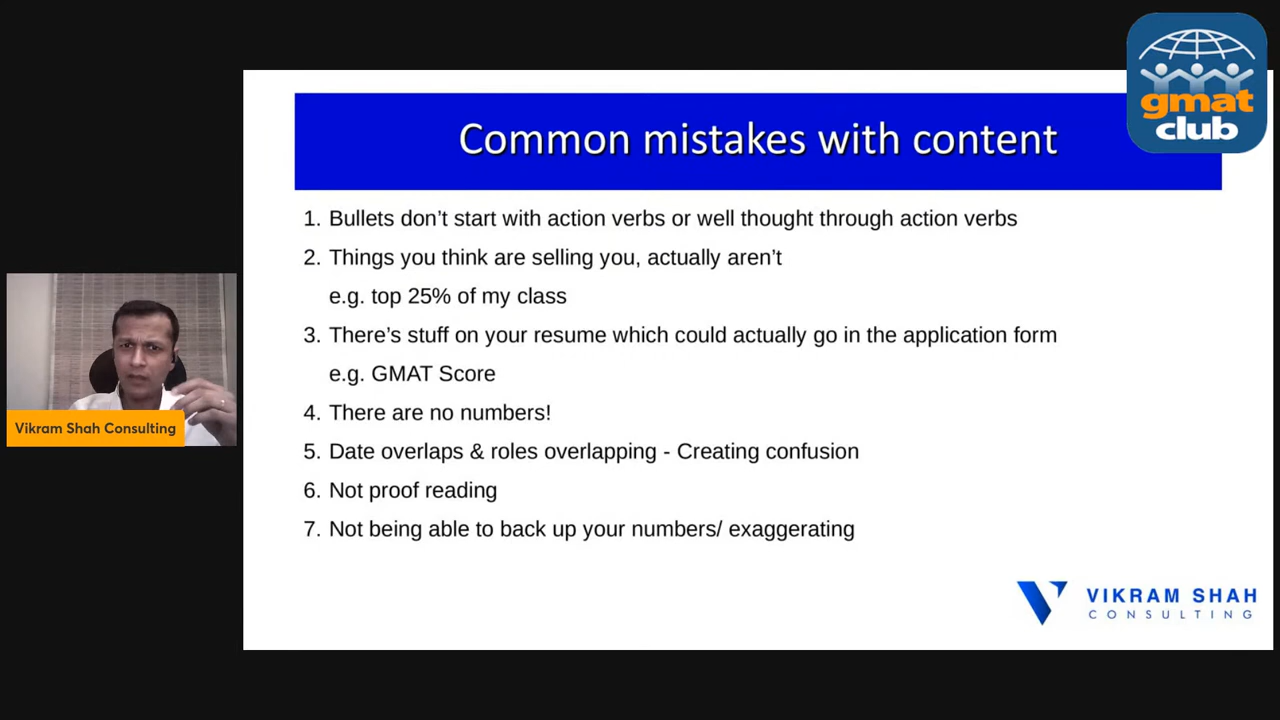 gmat
club
Common mistakes with content
1. Bullets don’t start with action verbs or well thought through action verbs
2. Things you think are selling you, actually aren’t
e.g. top 25% of my class
3. There’s stuff on your resume which could actually go in the application form
e.g. GMAT Score
4. There are no numbers!
5. Date overlaps & roles overlapping - Creating confusion
6. Not proof reading
7. Not being able to back up your numbers/ exaggerating
Vikram Shah Consulting
VIKRAM SHAH
CONSULTING